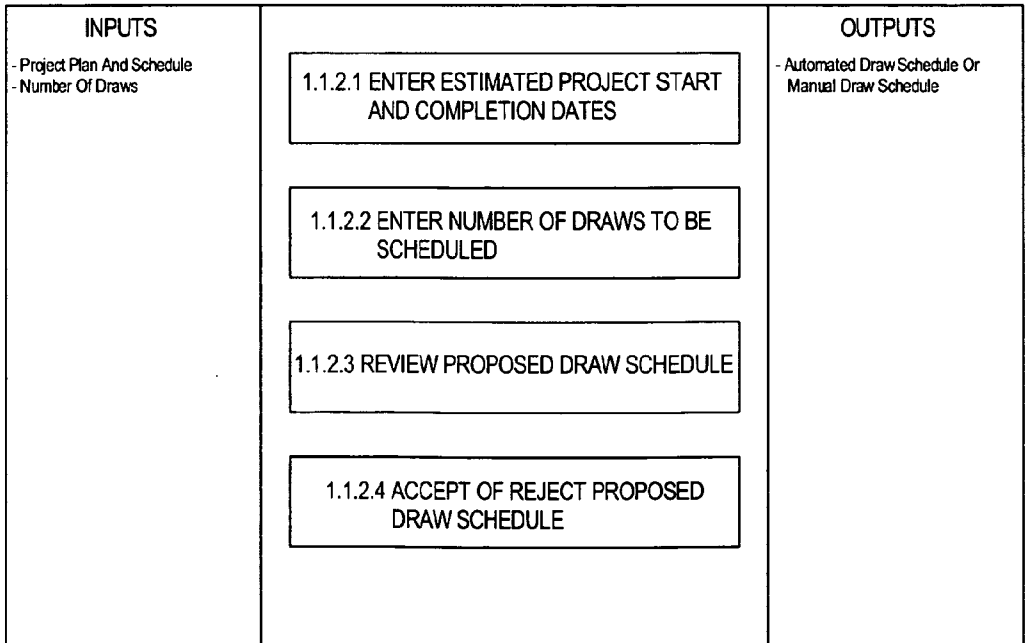 INPUTS
- Project Plan And Schedule
- Number Of Draws
1.1.2.1 ENTER ESTIMATED PROJECT START
AND COMPLETION DATES
1.1.2.2 ENTER NUMBER OF DRAWS TO BE
SCHEDULED
1.1.2.3 REVIEW PROPOSED DRAW SCHEDULE
1.1.2.4 ACCEPT OF REJECT PROPOSED
DRAW SCHEDULE
OUTPUTS
- Automated Draw Schedule Or
Manual Draw Schedule